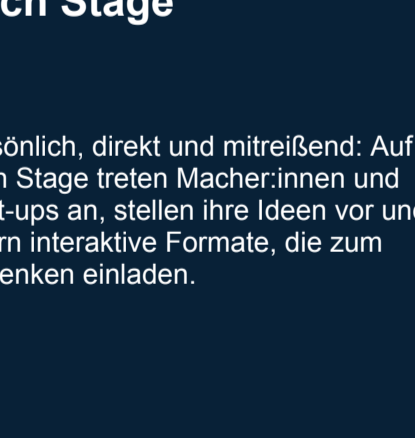 ch Stage
sönlich, direkt und mitreißend: Auf
n Stage treten Macher:innen und
t-ups an, stellen ihre Ideen vor un
rn interaktive Formate, die zum
enken einladen.